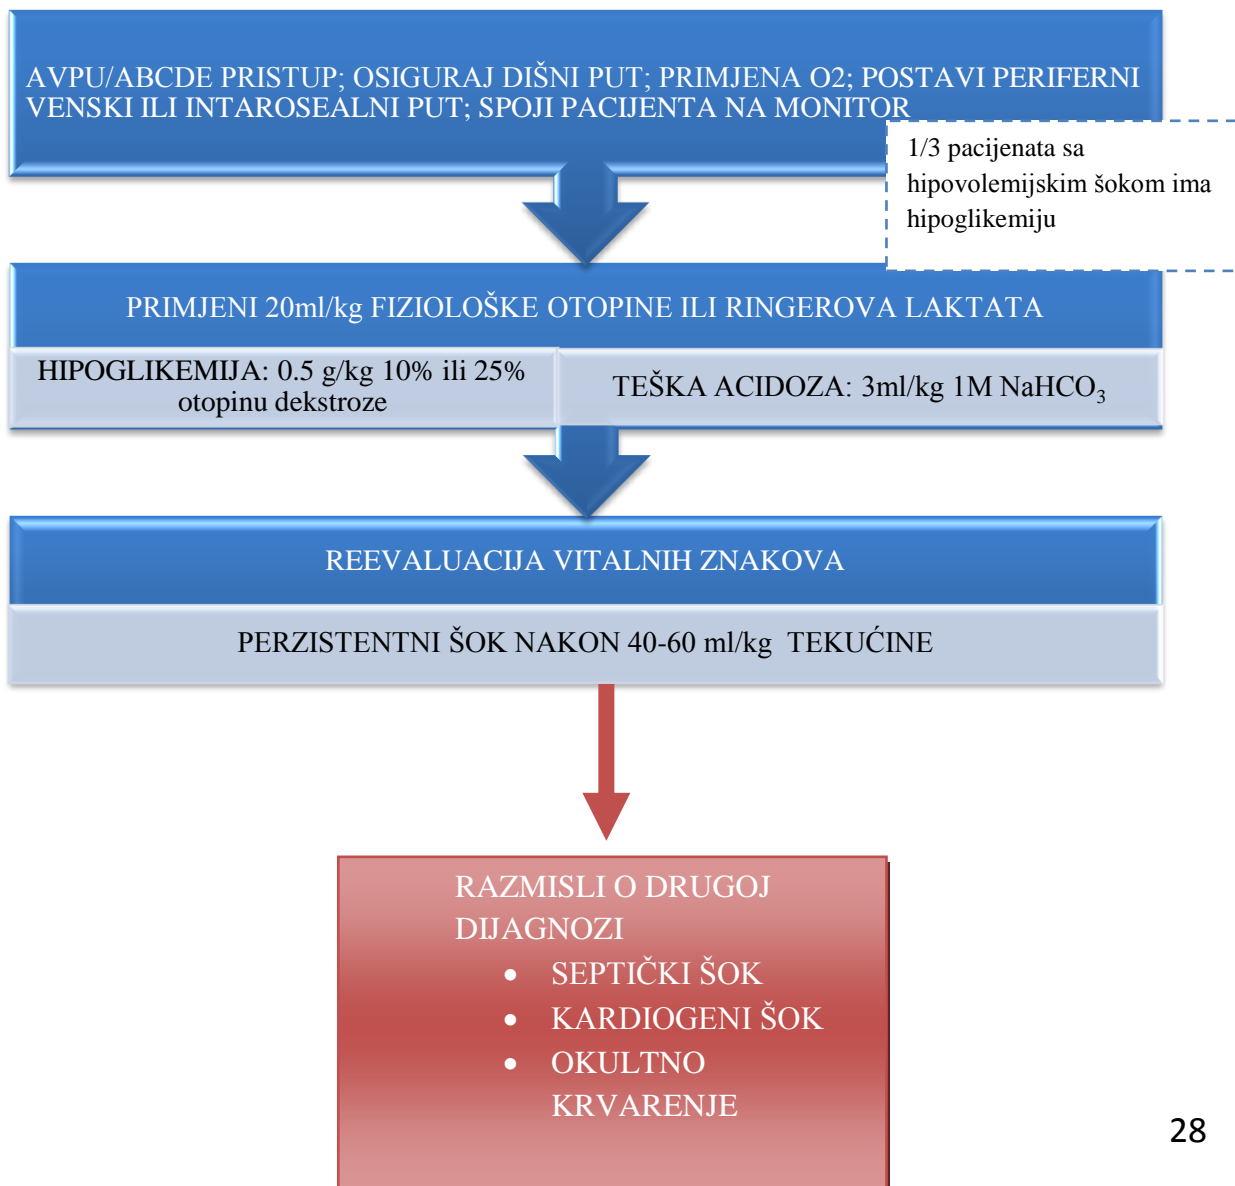 AVPU/ABCDE PRISTUP; OSIGURAJ DIŠNI PUT; PRIMJENA O2; POSTAVI PERIFERNI
VENSKI ILI INTAROSEALNI PUT; SPOJI PACIJENTA NA MONITOR
1/3 pacijenata sa
hipovolemijskim šokom ima
hipoglikemiju
PRIMJENI 20ml/kg FIZIOLOŠKE OTOPINE ILI RINGEROVA LAKTATA
HIPOGLIKEMIJA: 0.5 g/kg 10% ili 25%
otopinu dekstroze
TEŠKA ACIDOZA: 3ml/kg 1M NaHCO₃
REEVALUACIJA VITALNIH ZNAKOVA
PERZISTENTNI ŠOK NAKON 40-60 ml/kg TEKUĆINE
RAZMISLI O DRUGOJ
DIJAGNOZI
• SEPTIČKI ŠOK
• KARDIOGENI ŠOK
• OKULTNO
KRVARENJE
28